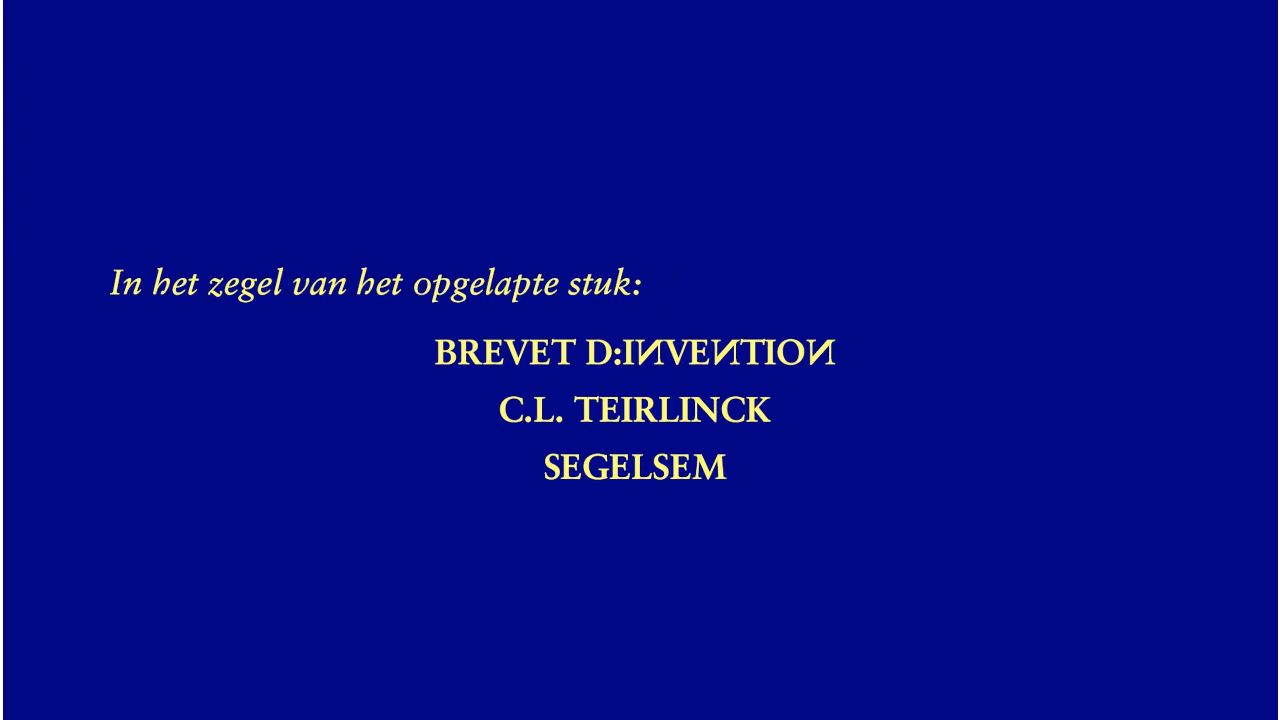 In het zegel van het opgelapte stuk:
BREVET D:IИVEИTIOИ
C.L. TEIRLINCK
SEGELSEM